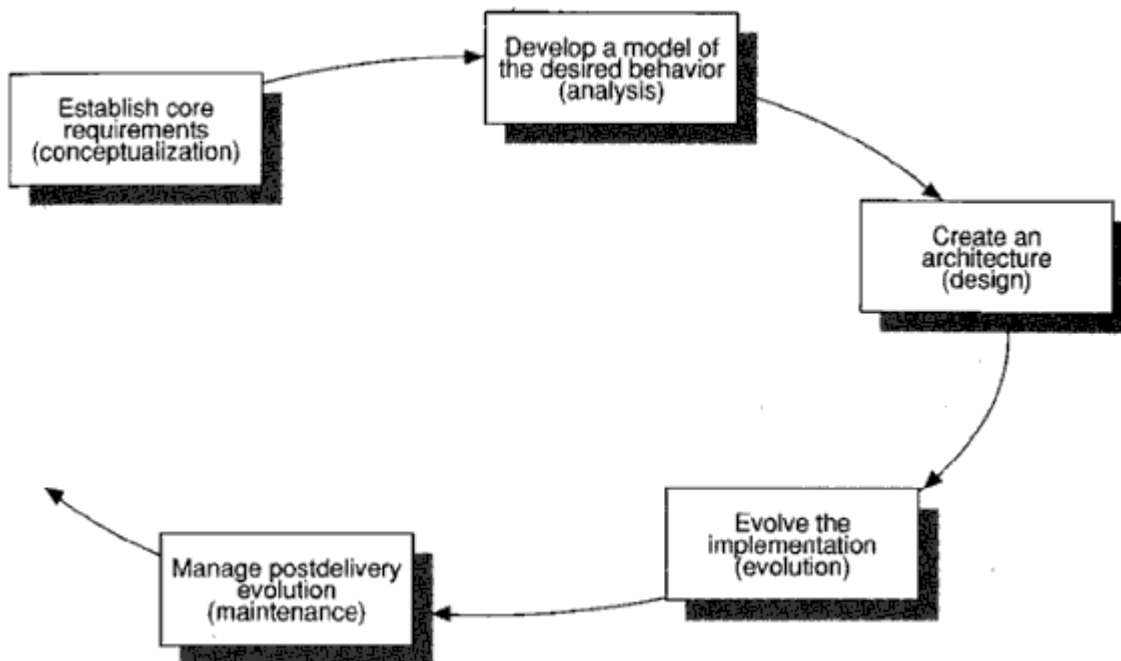 Establish core
requirements
(conceptualization)
Develop a model of
the desired behavior
(analysis)
Create an
architecture
(design)
Evolve the
implementation
(evolution)
Manage postdelivery
evolution
(maintenance)